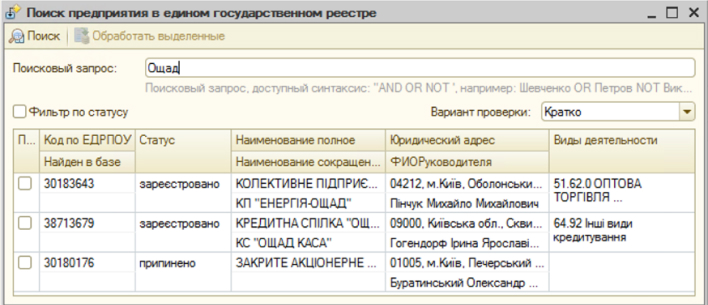 Поиск предприятия в едином государственном реестре
Поиск Обработать выделенные
Поисковый запрос: Ощад
Поисковый запрос, доступный синтаксис: "AND OR NOT ", например: Шевченко OR Петров NOT Вик...
Фильтр по статусу Вариант проверки: Кратко
П... Код по ЕДРПОУ Статус Наименование полное Юридический адрес Виды деятельности
Найден в базе Наименование сокращен... ФИОРуководителя
30183643 зареєстровано КОЛЕКТИВНЕ ПІДПРИЄ... 04212, м.Київ, Оболонськи... 51.62.0 ОПТОВА
ТОРГІВЛЯ ...
КП "ЕНЕРГІЯ-ОЩАД" Пінчук Михайло Михайлович
38713679 зареєстровано КРЕДИТНА СПІЛКА "ОЩ... 09000, Київська обл., Скви... 64.92 Інші види
кредитування
КС "ОЩАД КАСА" Гогендорф Ірина Ярославі...
30180176 припинено ЗАКРИТЕ АКЦІОНЕРНЕ ... 01005, м.Київ, Печерський ...
Буратинський Олександр ...